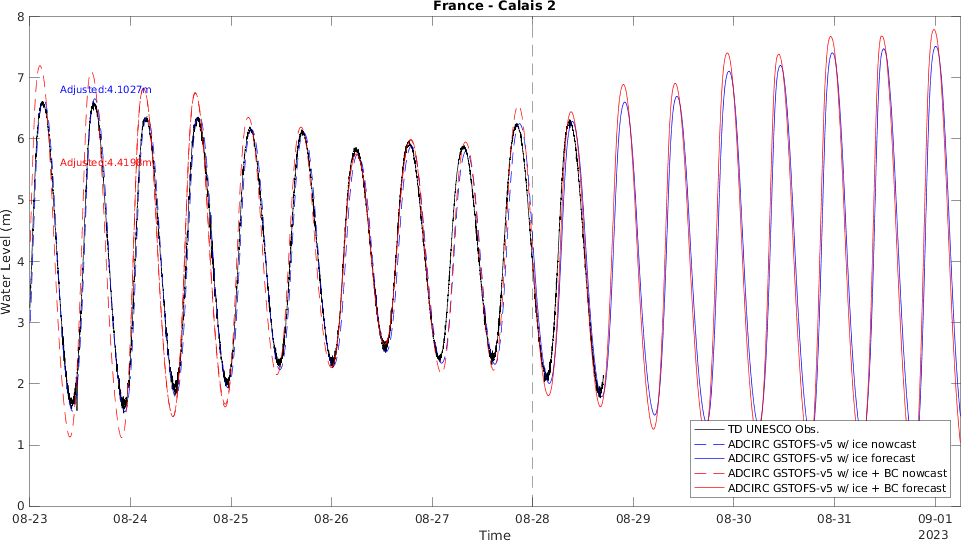 France - Calais 2
8
7
6
5
4
3
2
1
0
Water Level (m)
Adjusted:4.1027m
Adjusted:4.4198m
TD UNESCO Obs.
ADCIRC GSTOFS-v5 w/ ice nowcast
ADCIRC GSTOFS-v5 w/ ice forecast
ADCIRC GSTOFS-v5 w/ ice + BC nowcast
ADCIRC GSTOFS-v5 w/ ice + BC forecast
08-23 08-24 08-25 08-26 08-27 08-28 08-29 08-30 08-31 09-01
2023
Time